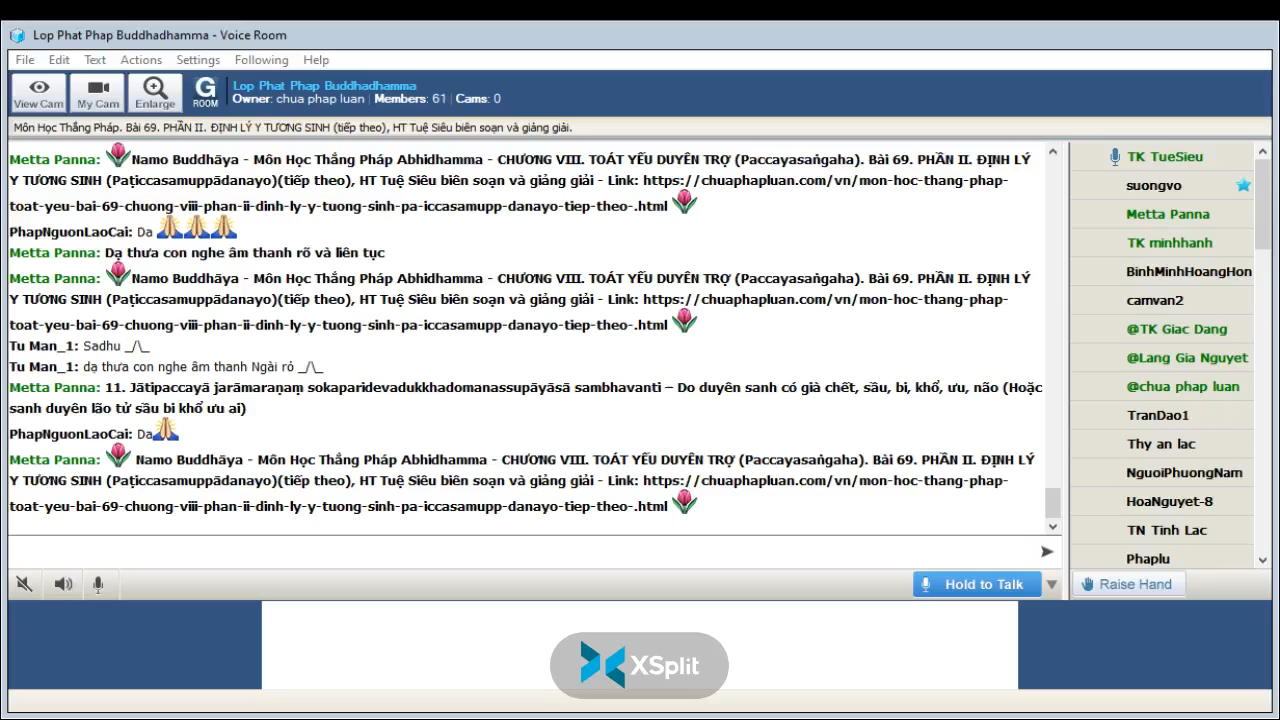 Lop Phat Phap Buddhadhamma - Voice Room
File Edit Text Actions Settings Following Help
View Cam My Cam Enlarge G ROOM
Lop Phat Phap Buddhadhamma
Owner: chua phap luan | Members: 61 | Cams: 0
Môn Học Thắng Pháp. Bài 69. PHẦN II. ĐỊNH LÝ Y TƯƠNG SINH (tiếp theo), HT Tuệ Siêu biên soạn và giảng giải.
Metta Panna: Namo Buddhāya - Môn Học Thắng Pháp Abhidhamma - CHƯƠNG VIII. TOÁT YẾU DUYÊN TRỢ (Paccayasaṅgaha). Bài 69. PHẦN II. ĐỊNH LÝ
Y TƯƠNG SINH (Paṭiccasamuppādanayo)(tiếp theo), HT Tuệ Siêu biên soạn và giảng giải - Link: https://chuaphapluan.com/vn/mon-hoc-thang-phap-
toat-yeu-bai-69-chuong-viii-phan-ii-dinh-ly-y-tuong-sinh-pa-iccasamupp-danayo-tiep-theo-.html
PhapNguonLaoCai: Da
Metta Panna: Dạ thưa con nghe âm thanh rõ và liên tục
Metta Panna: Namo Buddhāya - Môn Học Thắng Pháp Abhidhamma - CHƯƠNG VIII. TOÁT YẾU DUYÊN TRỢ (Paccayasaṅgaha). Bài 69. PHẦN II. ĐỊNH LÝ
Y TƯƠNG SINH (Paṭiccasamuppādanayo)(tiếp theo), HT Tuệ Siêu biên soạn và giảng giải - Link: https://chuaphapluan.com/vn/mon-hoc-thang-phap-
toat-yeu-bai-69-chuong-viii-phan-ii-dinh-ly-y-tuong-sinh-pa-iccasamupp-danayo-tiep-theo-.html
Tu Man_1: Sadhu _/\_
Tu Man_1: dạ thưa con nghe âm thanh Ngài rỏ _/\_
Metta Panna: 11. Jātipaccayā jarāmaraṇaṃ sokaparidevadukkhadomanassupāyāsā sambhavanti – Do duyên sanh có già chết, sầu, bi, khổ, ưu, não (Hoặc
sanh duyên lão tử sầu bi khổ ưu ai)
PhapNguonLaoCai: Da
Metta Panna: Namo Buddhāya - Môn Học Thắng Pháp Abhidhamma - CHƯƠNG VIII. TOÁT YẾU DUYÊN TRỢ (Paccayasaṅgaha). Bài 69. PHẦN II. ĐỊNH LÝ
Y TƯƠNG SINH (Paṭiccasamuppādanayo)(tiếp theo), HT Tuệ Siêu biên soạn và giảng giải - Link: https://chuaphapluan.com/vn/mon-hoc-thang-phap-
toat-yeu-bai-69-chuong-viii-phan-ii-dinh-ly-y-tuong-sinh-pa-iccasamupp-danayo-tiep-theo-.html
TK TueSieu
suongvo
Metta Panna
TK minhhanh
BinhMinhHoangHon
camvan2
@TK Giac Dang
@Lang Gia Nguyet
@chua phap luan
TranDao1
Thy an lac
NguoiPhuongNam
HoaNguyet-8
TN Tinh Lac
Phaplu
Hold to Talk
Raise Hand
XSplit